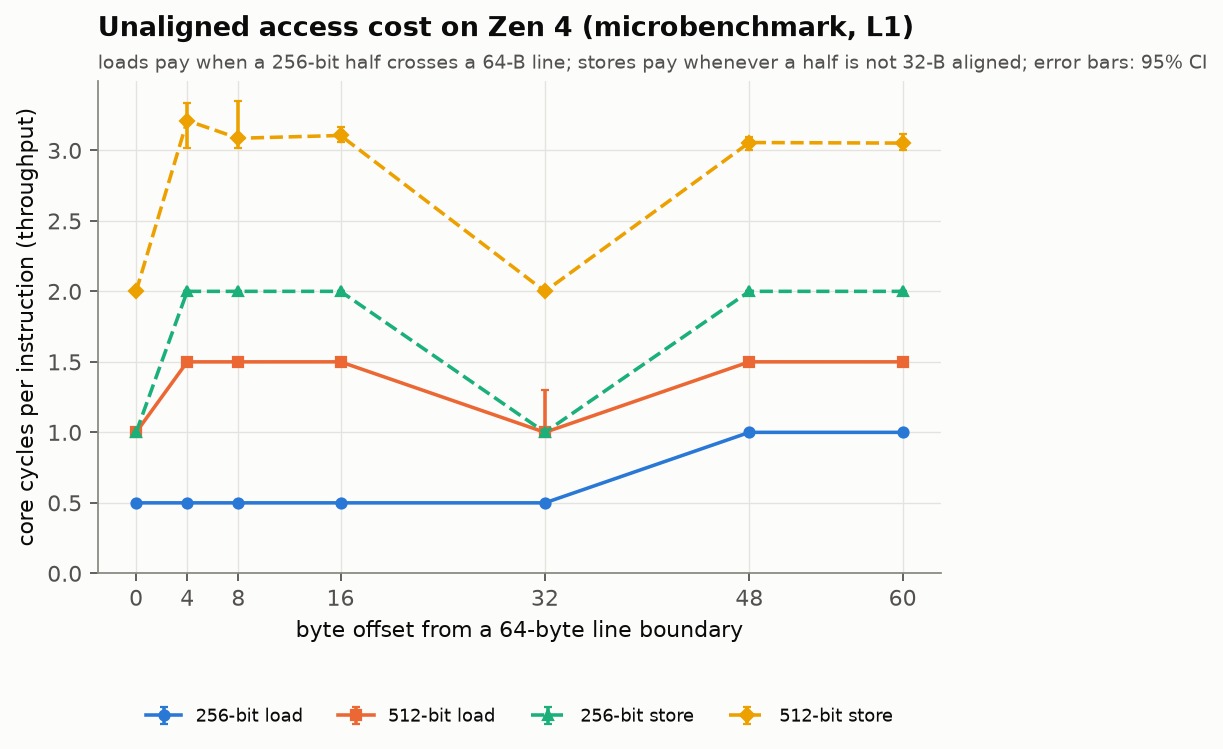 Unaligned access cost on Zen 4 (microbenchmark, L1)
loads pay when a 256-bit half crosses a 64-B line; stores pay whenever a half is not 32-B aligned; error bars: 95% CI
core cycles per instruction (throughput)
3.0
2.5
2.0
1.5
1.0
0.5
0.0
0 4 8 16 32 48 60
byte offset from a 64-byte line boundary
256-bit load 512-bit load 256-bit store 512-bit store